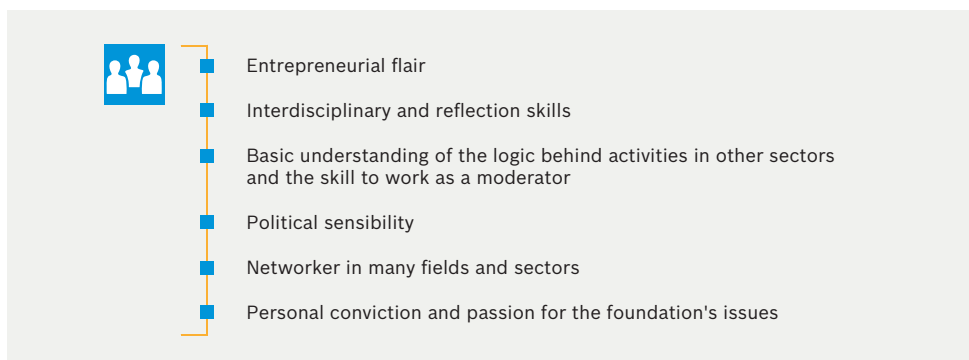 Entrepreneurial flair
Interdisciplinary and reflection skills
Basic understanding of the logic behind activities in other sectors
and the skill to work as a moderator
Political sensibility
Networker in many fields and sectors
Personal conviction and passion for the foundation's issues